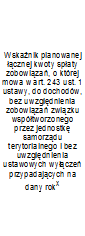 Wskaźnik planowanej
łącznej kwoty spłaty
zobowiązań, o której
mowa w art. 243 ust. 1
ustawy, do dochodów,
bez uwzględnienia
zobowiązań związku
współtworzonego
przez jednostkę
samorządu
terytorialnego i bez
uwzględnienia
ustawowych wyłączeń
przypadających na
dany rokX